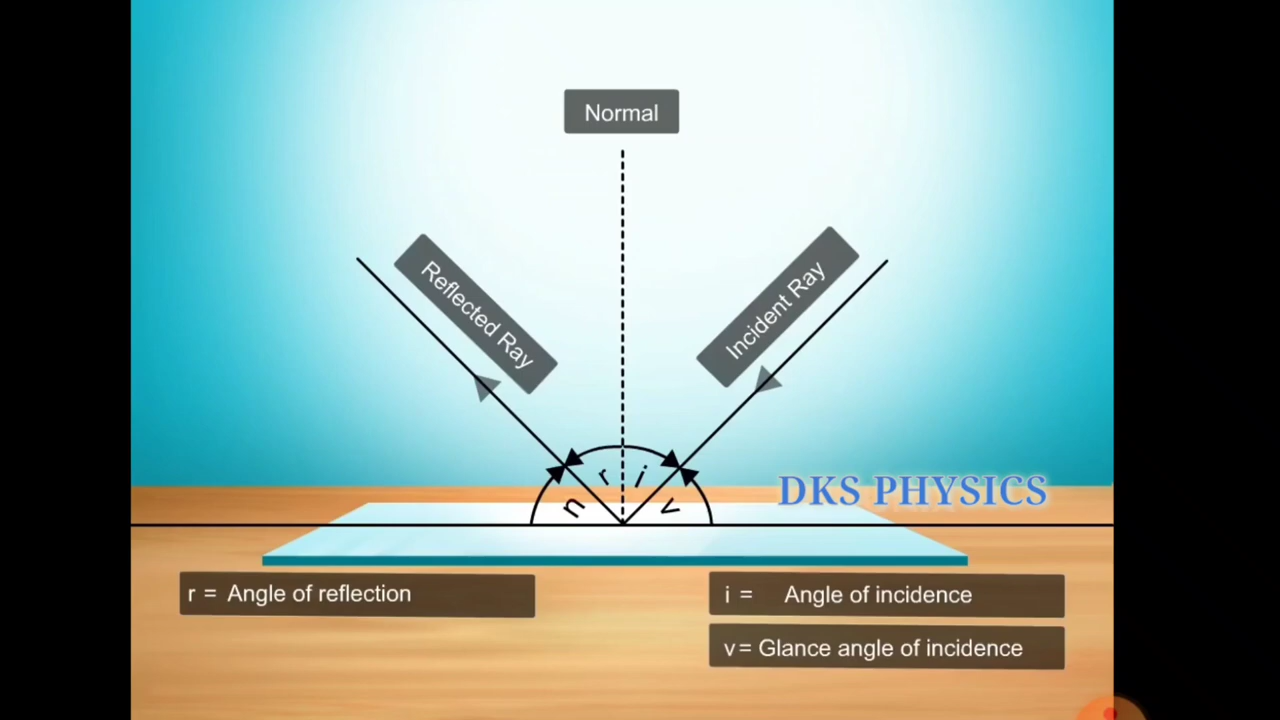 Normal
Reflected Ray
Incident Ray
n r i v
DKS PHYSICS
r = Angle of reflection
i = Angle of incidence
v = Glance angle of incidence